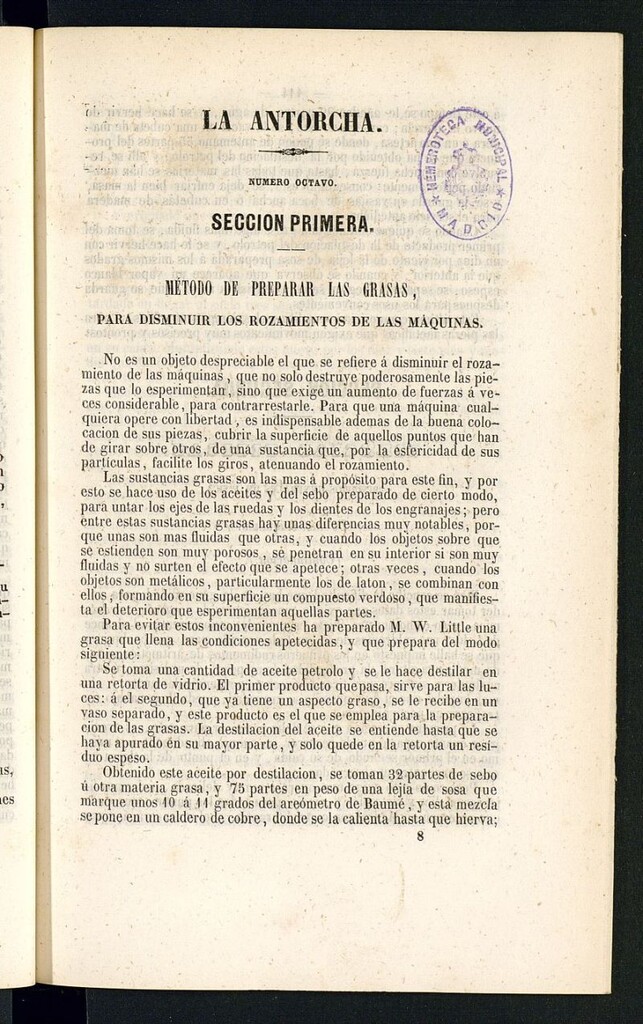 LA ANTORCHA.
NUMERO OCTAVO.
SECCION PRIMERA.
HEMEROTECA MUNICIPAL
* MADRID *
MÉTODO DE PREPARAR LAS GRASAS,
PARA DISMINUIR LOS ROZAMIENTOS DE LAS MÁQUINAS.
No es un objeto despreciable el que se refiere á disminuir el roza-
miento de las máquinas, que no solo destruye poderosamente las pie-
zas que lo esperimentan, sino que exige un aumento de fuerzas á ve-
ces considerable, para contrarrestarle. Para que una máquina cual-
quiera opere con libertad, es indispensable ademas de la buena colo-
cacion de sus piezas, cubrir la superficie de aquellos puntos que han
de girar sobre otros, de una sustancia que, por la esfericidad de sus
partículas, facilite los giros, atenuando el rozamiento.
Las sustancias grasas son las mas á propósito para este fin, y por
esto se hace uso de los aceites y del sebo preparado de cierto modo,
para untar los ejes de las ruedas y los dientes de los engranajes; pero
entre estas sustancias grasas hay unas diferencias muy notables, por-
que unas son mas fluidas que otras, y cuando los objetos sobre que
se estienden son muy porosos, se penetran en su interior si son muy
fluidas y no surten el efecto que se apetece; otras veces, cuando los
objetos son metálicos, particularmente los de laton, se combinan con
ellos, formando en su superficie un compuesto verdoso, que manifies-
ta el deterioro que esperimentan aquellas partes.
Para evitar estos inconvenientes ha preparado M. W. Little una
grasa que llena las condiciones apetecidas, y que prepara del modo
siguiente:
Se toma una cantidad de aceite petrolo y se le hace destilar en
una retorta de vidrio. El primer producto que pasa, sirve para las lu-
ces: á el segundo, que ya tiene un aspecto graso, se le recibe en un
vaso separado, y este producto es el que se emplea para la prepara-
cion de las grasas. La destilacion del aceite se entiende hasta que se
haya apurado en su mayor parte, y solo quede en la retorta un resí-
duo espeso.
Obtenido este aceite por destilacion, se toman 32 partes de sebo
ú otra materia grasa, y 75 partes en peso de una lejia de sosa que
marque unos 10 á 11 grados del areómetro de Baumé, y esta mezcla
se pone en un caldero de cobre, donde se la calienta hasta que hierva;
8